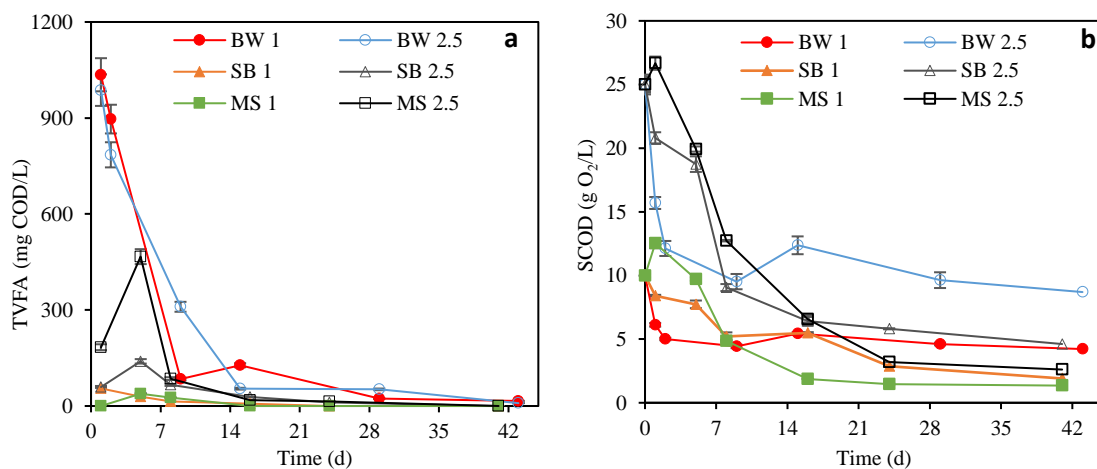 a
BW 1
BW 2.5
SB 1
SB 2.5
MS 1
MS 2.5
TVFA (mg COD/L)
1200
900
600
300
0
0 7 14 21 28 35 42
Time (d)
b
BW 1
BW 2.5
SB 1
SB 2.5
MS 1
MS 2.5
SCOD (g O₂/L)
30
25
20
15
10
5
0
0 7 14 21 28 35 42
Time (d)